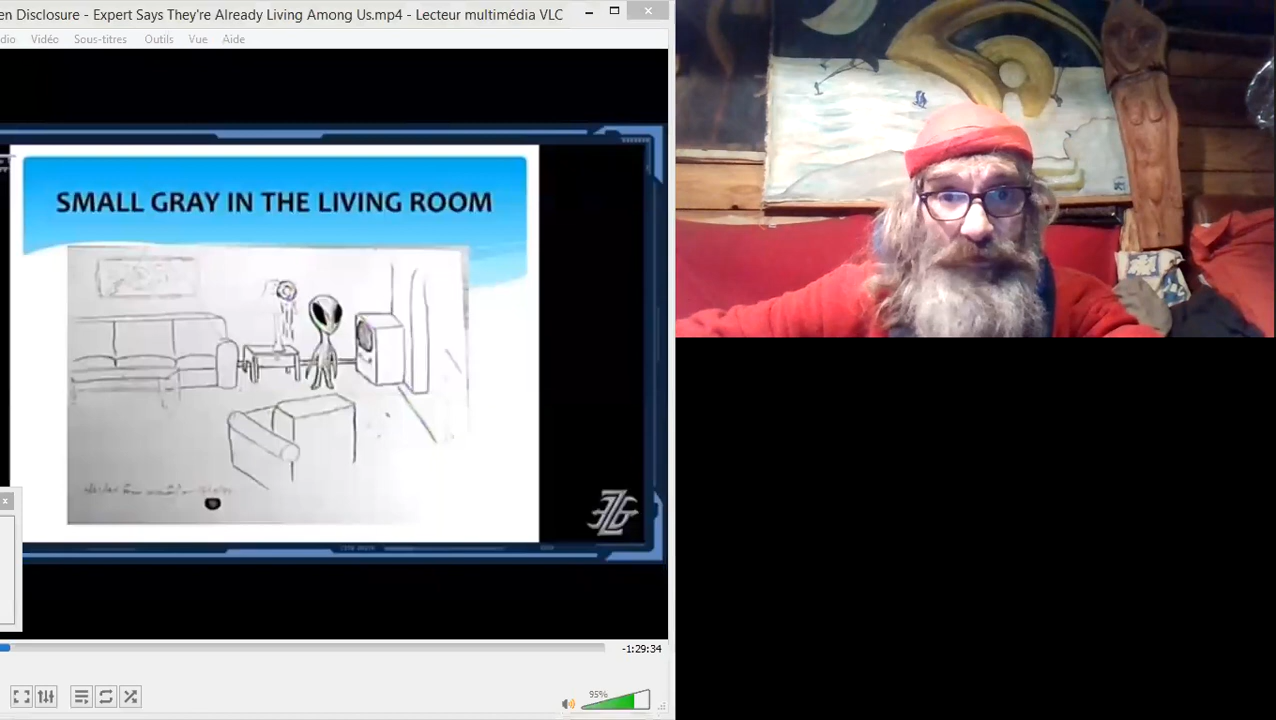 en Disclosure - Expert Says They're Already Living Among Us.mp4 - Lecteur multimédia VLC
dio Vidéo Sous-titres Outils Vue Aide
SMALL GRAY IN THE LIVING ROOM
-1:29:34
95%